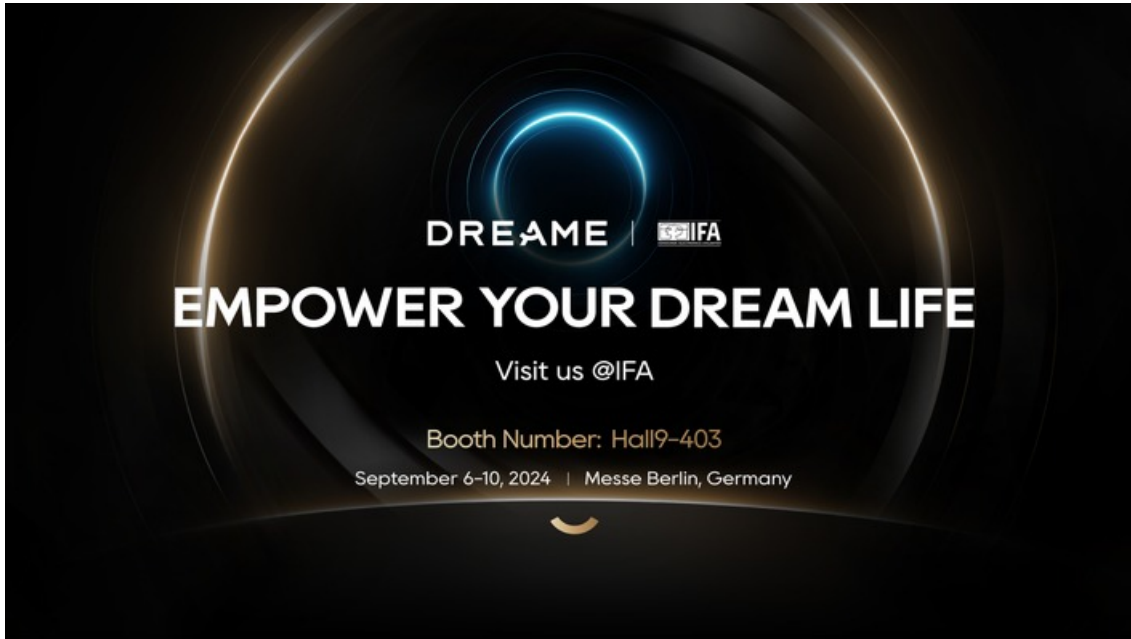 DREAME | IFA
EMPOWER YOUR DREAM LIFE
Visit us @IFA
Booth Number: Hall9-403
September 6-10, 2024 | Messe Berlin, Germany